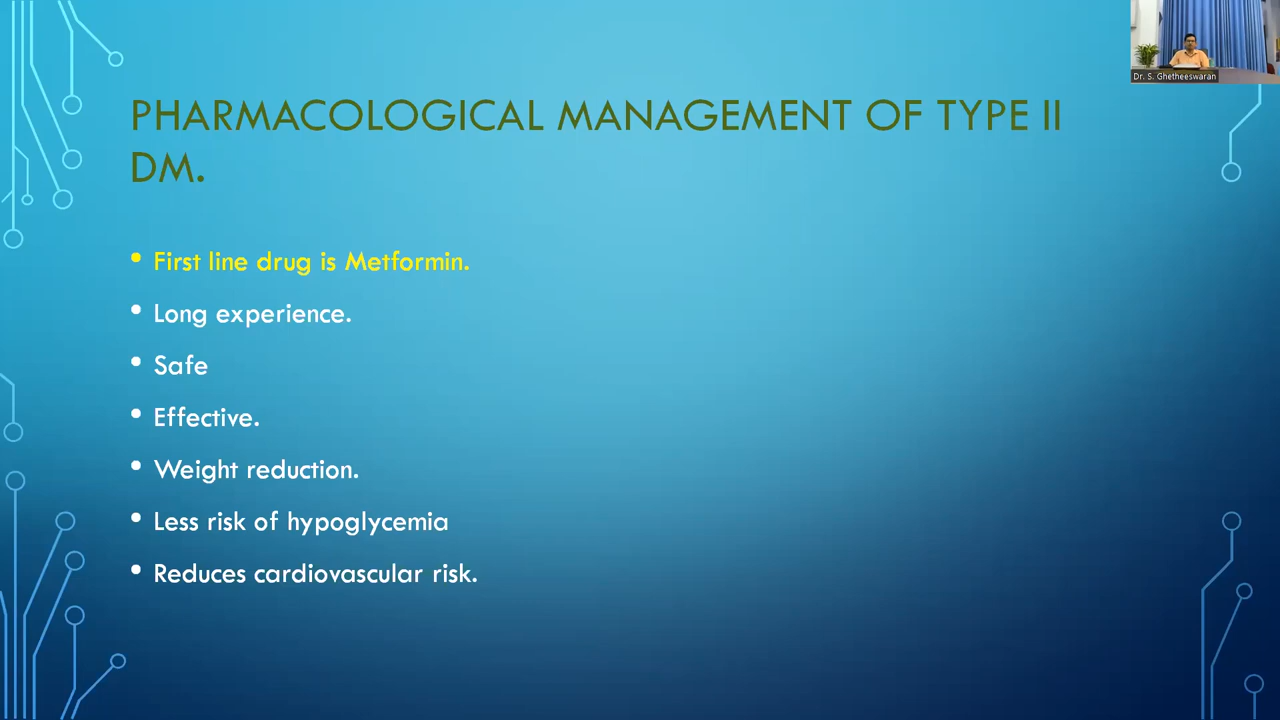 Dr. S. Ghetheeswaran
PHARMACOLOGICAL MANAGEMENT OF TYPE II
DM.
• First line drug is Metformin.
• Long experience.
• Safe
• Effective.
• Weight reduction.
• Less risk of hypoglycemia
• Reduces cardiovascular risk.